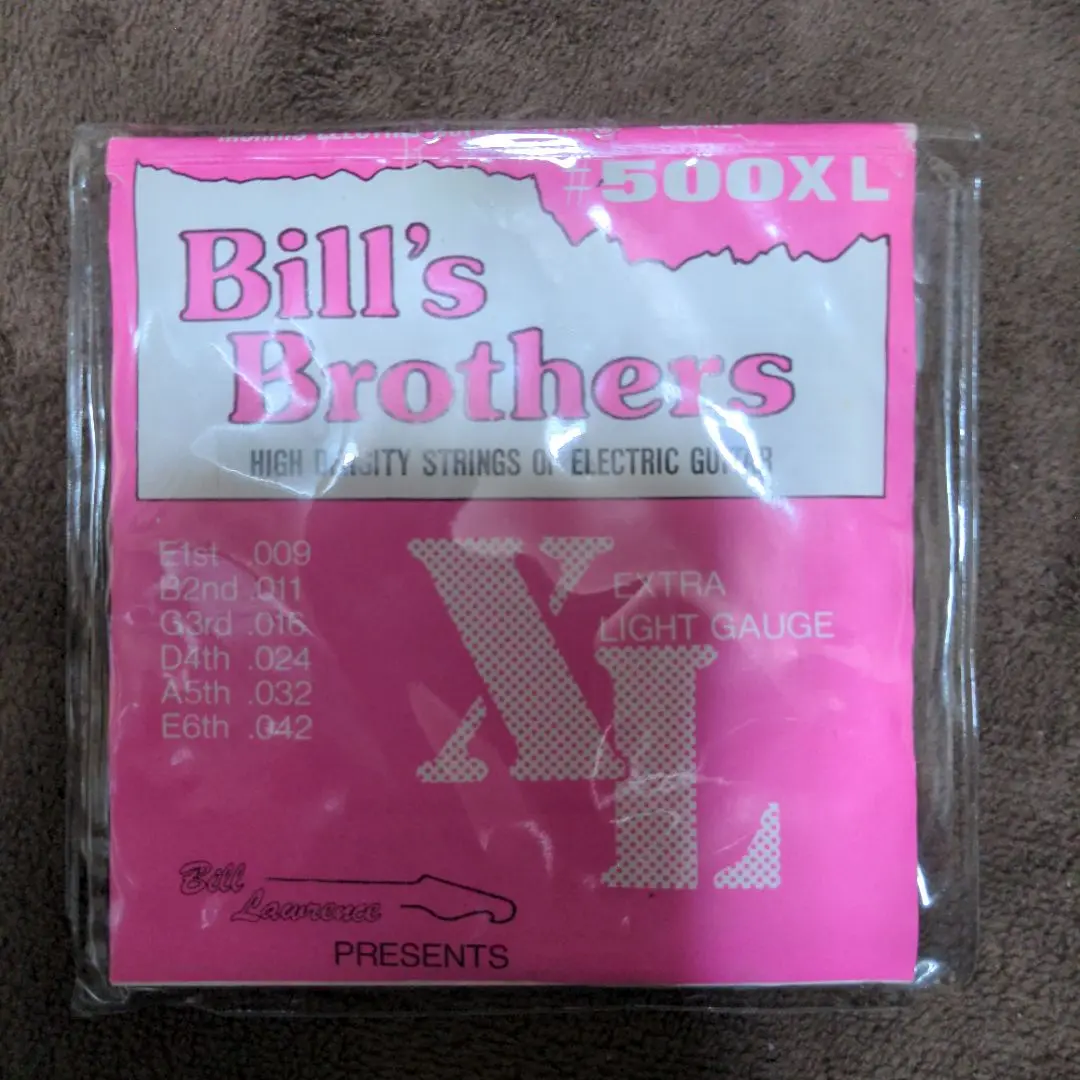 #500XL
Bill's
Brothers
HIGH DENSITY STRINGS OF ELECTRIC GUITAR
E1st .009
B2nd .011
G3rd .016
D4th .024
A5th .032
E6th .042
XL
EXTRA
LIGHT GAUGE
Bill
Lawrence
PRESENTS